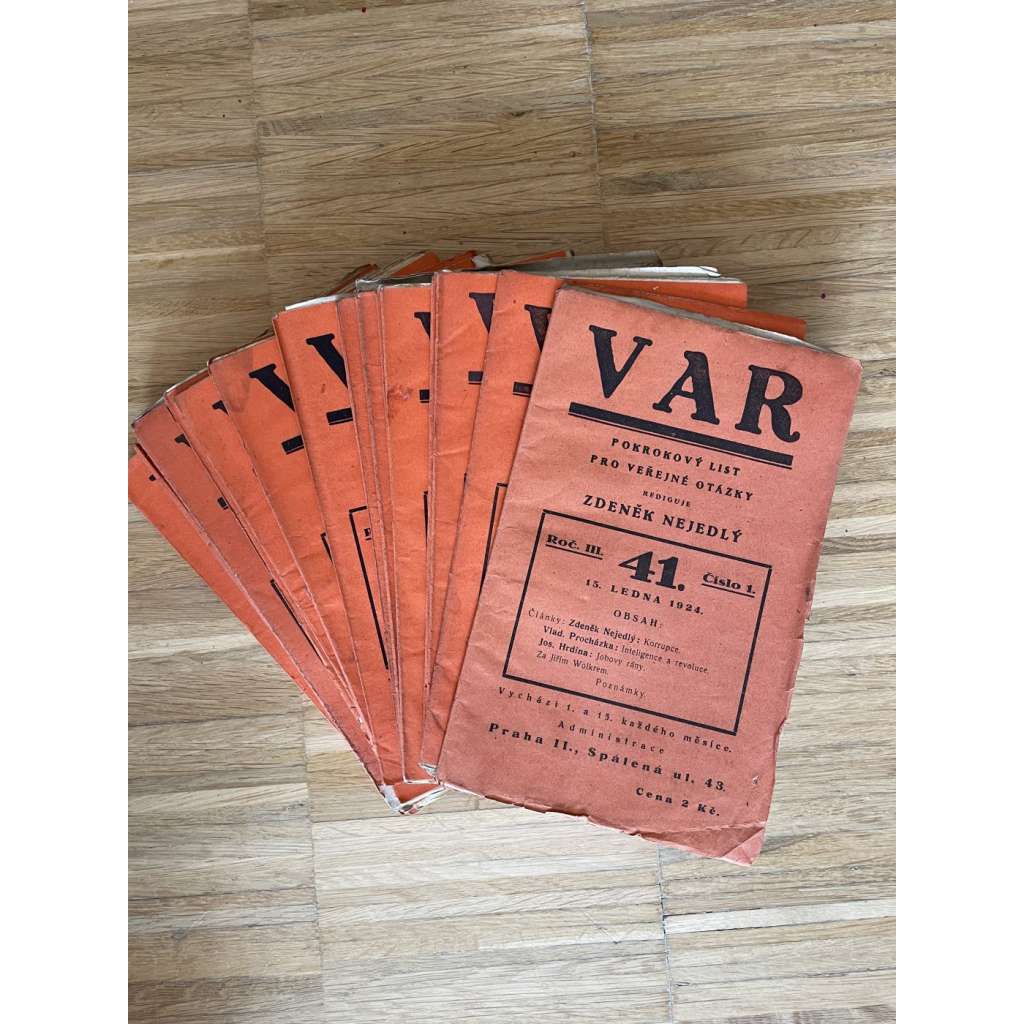 VAR
POKROKOVÝ LIST
PRO VEŘEJNÉ OTÁZKY
REDIGUJE
ZDENĚK NEJEDLÝ
Roč. III. 41. Číslo 1.
15. LEDNA 1924.
OBSAH:
Články: Zdeněk Nejedlý: Korrupce.
Vlad. Procházka: Inteligence a revoluce.
Jos. Hrdina: Jobovy rány.
Za Jiřím Wolkrem.
Poznámky.
Vychází 1. a 15. každého měsíce.
Administrace
Praha II., Spálená ul. 43.
Cena 2 Kč.